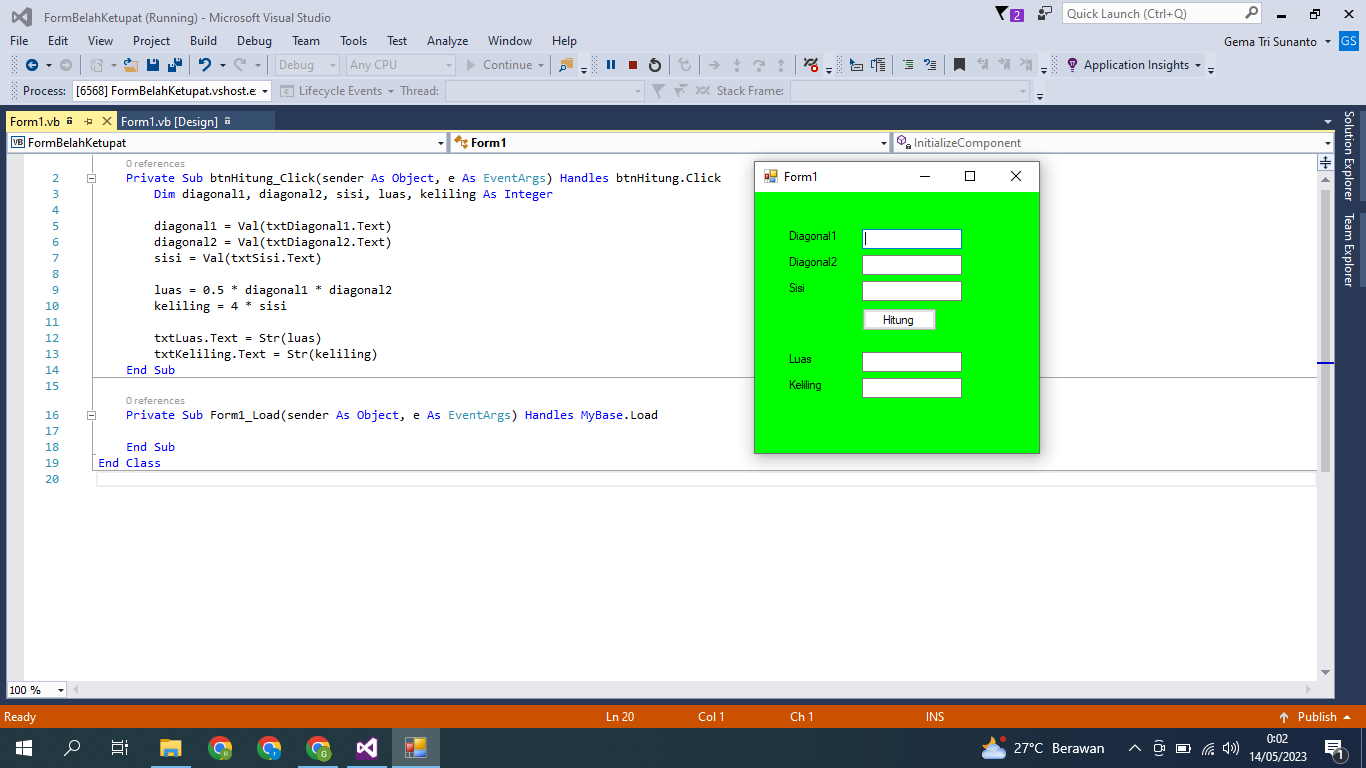 FormBelahKetupat (Running) - Microsoft Visual Studio
2
Quick Launch (Ctrl+Q)
File Edit View Project Build Debug Team Tools Test Analyze Window Help
Gema Tri Sunanto GS
Debug Any CPU Continue Application Insights
Process: [6568] FormBelahKetupat.vshost.e Lifecycle Events Thread: Stack Frame:
Form1.vb Form1.vb [Design]
VB FormBelahKetupat Form1 InitializeComponent
0 references
2 Private Sub btnHitung_Click(sender As Object, e As EventArgs) Handles btnHitung.Click
3 Dim diagonal1, diagonal2, sisi, luas, keliling As Integer
4
5 diagonal1 = Val(txtDiagonal1.Text)
6 diagonal2 = Val(txtDiagonal2.Text)
7 sisi = Val(txtSisi.Text)
8
9 luas = 0.5 * diagonal1 * diagonal2
10 keliling = 4 * sisi
11
12 txtLuas.Text = Str(luas)
13 txtKeliling.Text = Str(keliling)
14 End Sub
15
0 references
16 Private Sub Form1_Load(sender As Object, e As EventArgs) Handles MyBase.Load
17
18 End Sub
19 End Class
20
Form1
Diagonal1
Diagonal2
Sisi
Hitung
Luas
Keliling
Solution Explorer
Team Explorer
100 %
Ready Ln 20 Col 1 Ch 1 INS Publish
27°C Berawan
0:02
14/05/2023
1